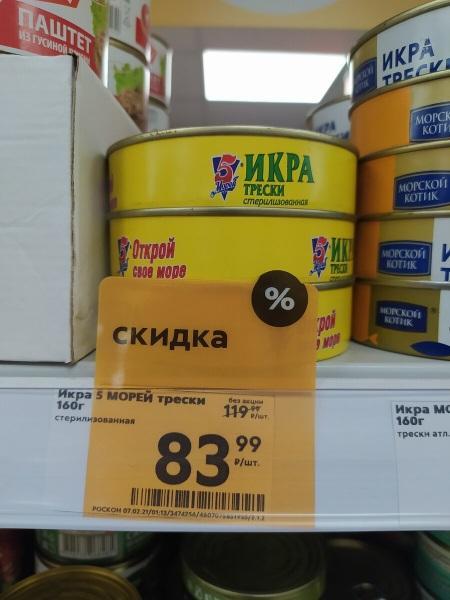 ПАШТЕТ
ИЗ ГУСИНОЙ
ИКРА
ТРЕСКИ
МОРСКОЙ
КОТИК
5
Морей
ИКРА
ТРЕСКИ
стерилизованная
МОРСКОЙ
КОТИК
Открой
свое море
ИКРА
ТРЕСКИ
МОРСКОЙ
КОТИК
МОРСКОЙ
КОТИК
%
скидка
Икра 5 МОРЕЙ трески
160г
стерилизованная
без акции
119 99
₽/шт.
83 99
₽/шт.
Икра МО
160г
трески атл.